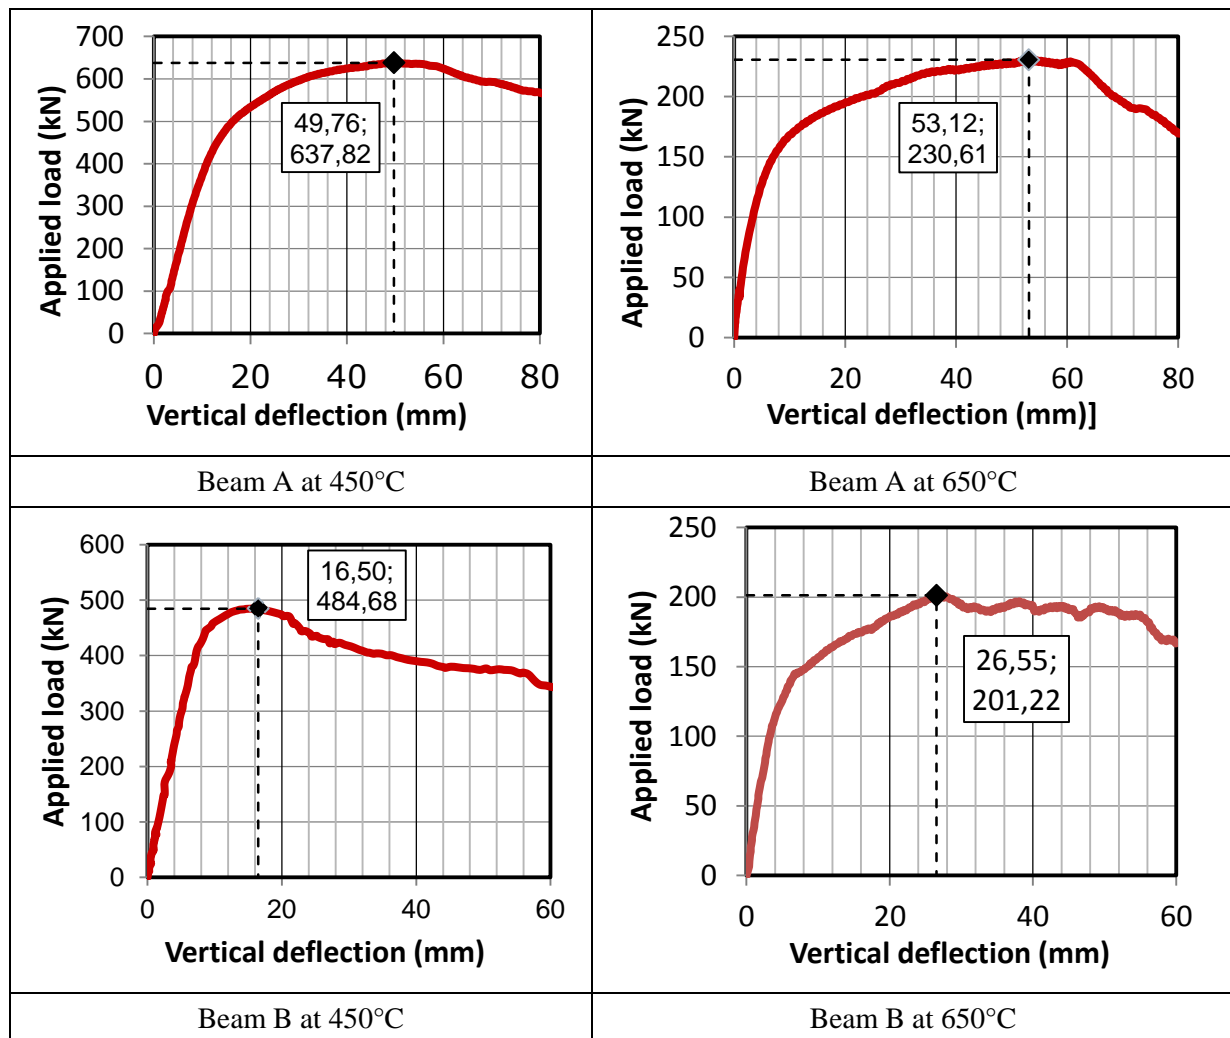 700
600
500
400
300
200
100
0
Applied load (kN)
49,76;
637,82
0 20 40 60 80
Vertical deflection (mm)
250
200
150
100
50
0
Applied load (kN)
53,12;
230,61
0 20 40 60 80
Vertical deflection (mm)]
Beam A at 450°C
Beam A at 650°C
600
500
400
300
200
100
0
Applied load (kN)
16,50;
484,68
0 20 40 60
Vertical deflection (mm)
250
200
150
100
50
0
Applied load (kN)
26,55;
201,22
0 20 40 60
Vertical deflection (mm)
Beam B at 450°C
Beam B at 650°C